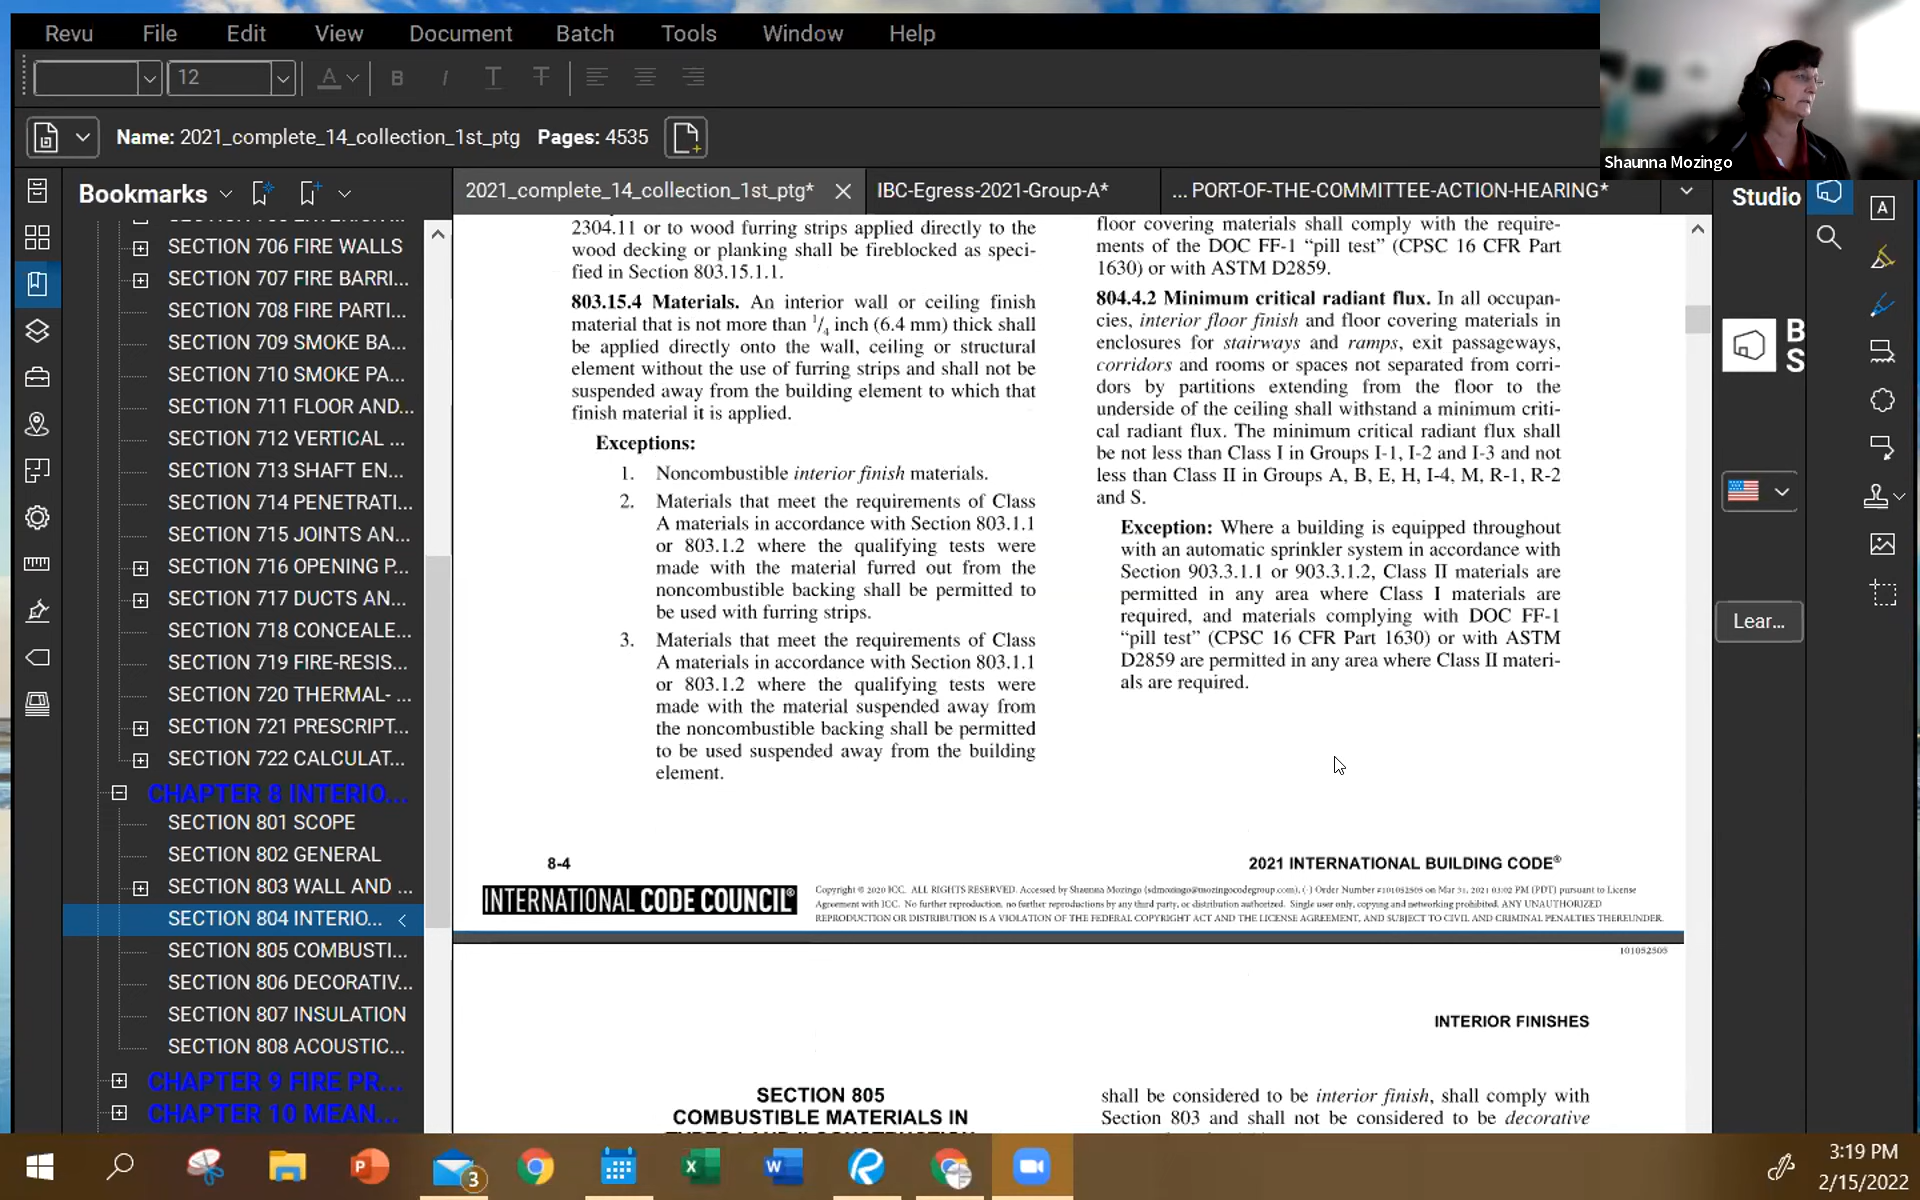 Revu File Edit View Document Batch Tools Window Help
12
A B I T T
Name: 2021_complete_14_collection_1st_ptg Pages: 4535
Shaunna Mozingo
Bookmarks
2021_complete_14_collection_1st_ptg* IBC-Egress-2021-Group-A* ... PORT-OF-THE-COMMITTEE-ACTION-HEARING*
Studio
SECTION 706 FIRE WALLS
SECTION 707 FIRE BARRI...
SECTION 708 FIRE PARTI...
SECTION 709 SMOKE BA...
SECTION 710 SMOKE PA...
SECTION 711 FLOOR AND...
SECTION 712 VERTICAL ...
SECTION 713 SHAFT EN...
SECTION 714 PENETRATI...
SECTION 715 JOINTS AN...
SECTION 716 OPENING P...
SECTION 717 DUCTS AN...
SECTION 718 CONCEALE...
SECTION 719 FIRE-RESIS...
SECTION 720 THERMAL- ...
SECTION 721 PRESCRIPT...
SECTION 722 CALCULAT...
CHAPTER 8 INTERIO...
SECTION 801 SCOPE
SECTION 802 GENERAL
SECTION 803 WALL AND ...
SECTION 804 INTERIO...
SECTION 805 COMBUSTI...
SECTION 806 DECORATIV...
SECTION 807 INSULATION
SECTION 808 ACOUSTIC...
CHAPTER 9 FIRE PR...
CHAPTER 10 MEAN...
2304.11 or to wood furring strips applied directly to the
wood decking or planking shall be fireblocked as speci-
fied in Section 803.15.1.1.
803.15.4 Materials. An interior wall or ceiling finish
material that is not more than 1/4 inch (6.4 mm) thick shall
be applied directly onto the wall, ceiling or structural
element without the use of furring strips and shall not be
suspended away from the building element to which that
finish material it is applied.
Exceptions:
1. Noncombustible interior finish materials.
2. Materials that meet the requirements of Class
A materials in accordance with Section 803.1.1
or 803.1.2 where the qualifying tests were
made with the material furred out from the
noncombustible backing shall be permitted to
be used with furring strips.
3. Materials that meet the requirements of Class
A materials in accordance with Section 803.1.1
or 803.1.2 where the qualifying tests were
made with the material suspended away from
the noncombustible backing shall be permitted
to be used suspended away from the building
element.
floor covering materials shall comply with the require-
ments of the DOC FF-1 “pill test” (CPSC 16 CFR Part
1630) or with ASTM D2859.
804.4.2 Minimum critical radiant flux. In all occupan-
cies, interior floor finish and floor covering materials in
enclosures for stairways and ramps, exit passageways,
corridors and rooms or spaces not separated from corri-
dors by partitions extending from the floor to the
underside of the ceiling shall withstand a minimum criti-
cal radiant flux. The minimum critical radiant flux shall
be not less than Class I in Groups I-1, I-2 and I-3 and not
less than Class II in Groups A, B, E, H, I-4, M, R-1, R-2
and S.
Exception: Where a building is equipped throughout
with an automatic sprinkler system in accordance with
Section 903.3.1.1 or 903.3.1.2, Class II materials are
permitted in any area where Class I materials are
required, and materials complying with DOC FF-1
“pill test” (CPSC 16 CFR Part 1630) or with ASTM
D2859 are permitted in any area where Class II materi-
als are required.
8-4
2021 INTERNATIONAL BUILDING CODE®
INTERNATIONAL CODE COUNCIL®
Copyright © 2020 ICC. ALL RIGHTS RESERVED. Accessed by Shaunna Mozingo (sdmozingo@mozingocodegroup.com), (-) Order Number #101052505 on Mar 31, 2021 03:02 PM (PDT) pursuant to License
Agreement with ICC. No further reproduction, no further reproductions by any third party, or distribution authorized. Single user only, copying and networking prohibited. ANY UNAUTHORIZED
REPRODUCTION OR DISTRIBUTION IS A VIOLATION OF THE FEDERAL COPYRIGHT ACT AND THE LICENSE AGREEMENT, AND SUBJECT TO CIVIL AND CRIMINAL PENALTIES THEREUNDER.
101052505
INTERIOR FINISHES
SECTION 805
COMBUSTIBLE MATERIALS IN
shall be considered to be interior finish, shall comply with
Section 803 and shall not be considered to be decorative
B
S
Lear...
A
3
3:19 PM
2/15/2022